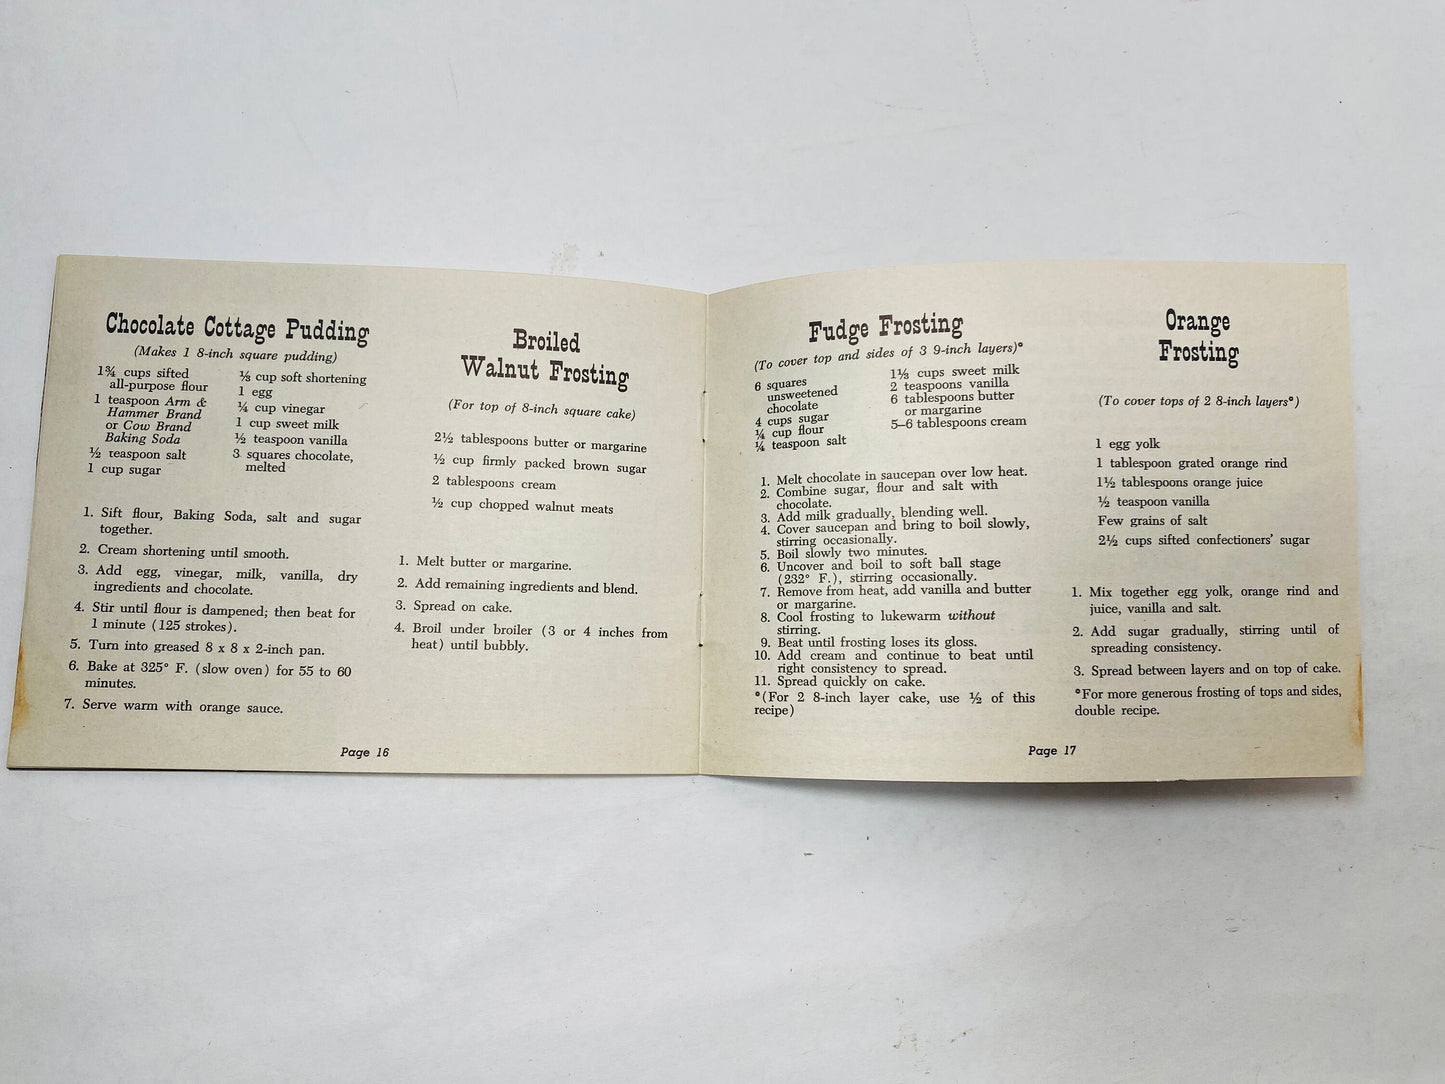 Chocolate Cottage Pudding
(Makes 1 8-inch square pudding)
1¾ cups sifted
all-purpose flour
1 teaspoon Arm &
Hammer Brand
or Cow Brand
Baking Soda
½ teaspoon salt
1 cup sugar
⅓ cup soft shortening
1 egg
¼ cup vinegar
1 cup sweet milk
½ teaspoon vanilla
3 squares chocolate,
melted
1. Sift flour, Baking Soda, salt and sugar
together.
2. Cream shortening until smooth.
3. Add egg, vinegar, milk, vanilla, dry
ingredients and chocolate.
4. Stir until flour is dampened; then beat for
1 minute (125 strokes).
5. Turn into greased 8 x 8 x 2-inch pan.
6. Bake at 325° F. (slow oven) for 55 to 60
minutes.
7. Serve warm with orange sauce.
Broiled
Walnut Frosting
(For top of 8-inch square cake)
2½ tablespoons butter or margarine
½ cup firmly packed brown sugar
2 tablespoons cream
½ cup chopped walnut meats
1. Melt butter or margarine.
2. Add remaining ingredients and blend.
3. Spread on cake.
4. Broil under broiler (3 or 4 inches from
heat) until bubbly.
Page 16
Fudge Frosting
(To cover top and sides of 3 9-inch layers)*
6 squares
unsweetened
chocolate
4 cups sugar
¼ cup flour
¼ teaspoon salt
1⅓ cups sweet milk
2 teaspoons vanilla
6 tablespoons butter
or margarine
5–6 tablespoons cream
1. Melt chocolate in saucepan over low heat.
2. Combine sugar, flour and salt with
chocolate.
3. Add milk gradually, blending well.
4. Cover saucepan and bring to boil slowly,
stirring occasionally.
5. Boil slowly two minutes.
6. Uncover and boil to soft ball stage
(232° F.), stirring occasionally.
7. Remove from heat, add vanilla and butter
or margarine.
8. Cool frosting to lukewarm without
stirring.
9. Beat until frosting loses its gloss.
10. Add cream and continue to beat until
right consistency to spread.
11. Spread quickly on cake.
*(For 2 8-inch layer cake, use ½ of this
recipe)
Orange
Frosting
(To cover tops of 2 8-inch layers*)
1 egg yolk
1 tablespoon grated orange rind
1½ tablespoons orange juice
½ teaspoon vanilla
Few grains of salt
2½ cups sifted confectioners' sugar
1. Mix together egg yolk, orange rind and
juice, vanilla and salt.
2. Add sugar gradually, stirring until of
spreading consistency.
3. Spread between layers and on top of cake.
*For more generous frosting of tops and sides,
double recipe.
Page 17